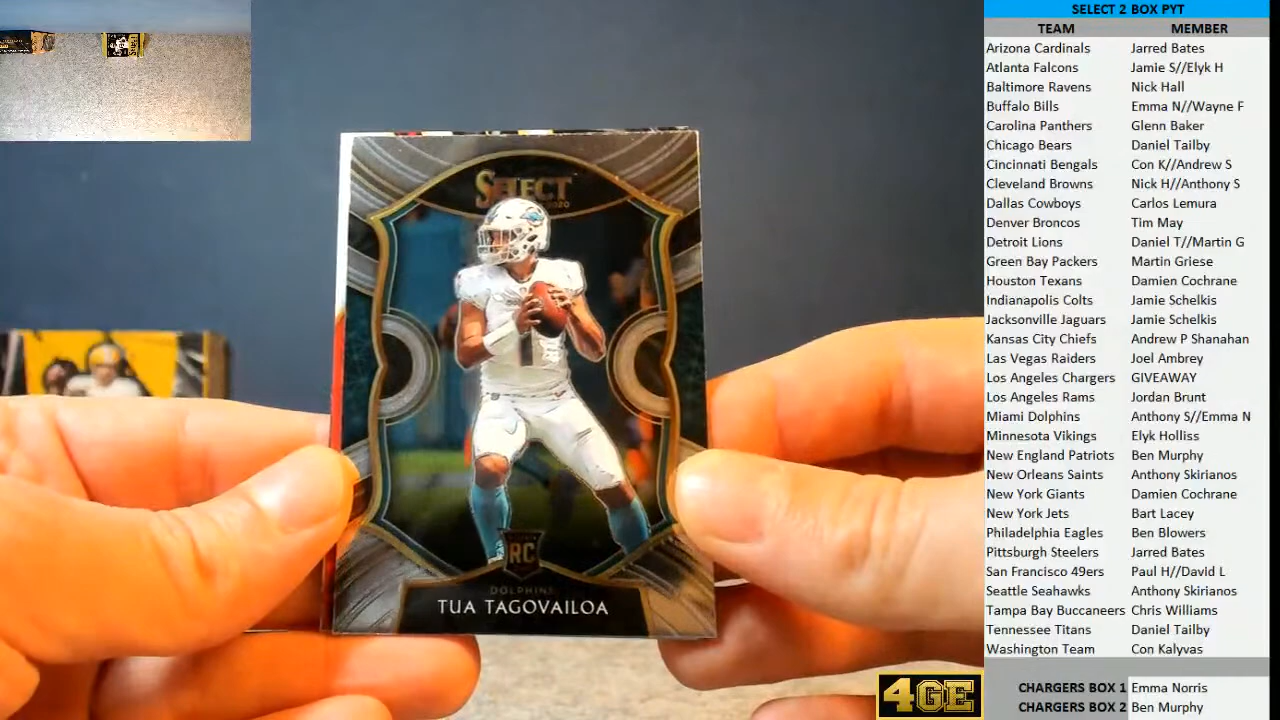 SELECT
2020
1
RC
DOLPHINS
TUA TAGOVAILOA
SELECT 2 BOX PYT
TEAM MEMBER
Arizona Cardinals Jarred Bates
Atlanta Falcons Jamie S//Elyk H
Baltimore Ravens Nick Hall
Buffalo Bills Emma N//Wayne F
Carolina Panthers Glenn Baker
Chicago Bears Daniel Tailby
Cincinnati Bengals Con K//Andrew S
Cleveland Browns Nick H//Anthony S
Dallas Cowboys Carlos Lemura
Denver Broncos Tim May
Detroit Lions Daniel T//Martin G
Green Bay Packers Martin Griese
Houston Texans Damien Cochrane
Indianapolis Colts Jamie Schelkis
Jacksonville Jaguars Jamie Schelkis
Kansas City Chiefs Andrew P Shanahan
Las Vegas Raiders Joel Ambrey
Los Angeles Chargers GIVEAWAY
Los Angeles Rams Jordan Brunt
Miami Dolphins Anthony S//Emma N
Minnesota Vikings Elyk Holliss
New England Patriots Ben Murphy
New Orleans Saints Anthony Skirianos
New York Giants Damien Cochrane
New York Jets Bart Lacey
Philadelphia Eagles Ben Blowers
Pittsburgh Steelers Jarred Bates
San Francisco 49ers Paul H//David L
Seattle Seahawks Anthony Skirianos
Tampa Bay Buccaneers Chris Williams
Tennessee Titans Daniel Tailby
Washington Team Con Kalyvas
CHARGERS BOX 1 Emma Norris
CHARGERS BOX 2 Ben Murphy
4GE